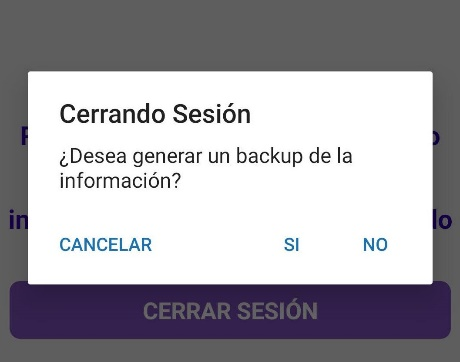 Cerrando Sesión
¿Desea generar un backup de la
información?
CANCELAR SI NO
CERRAR SESIÓN